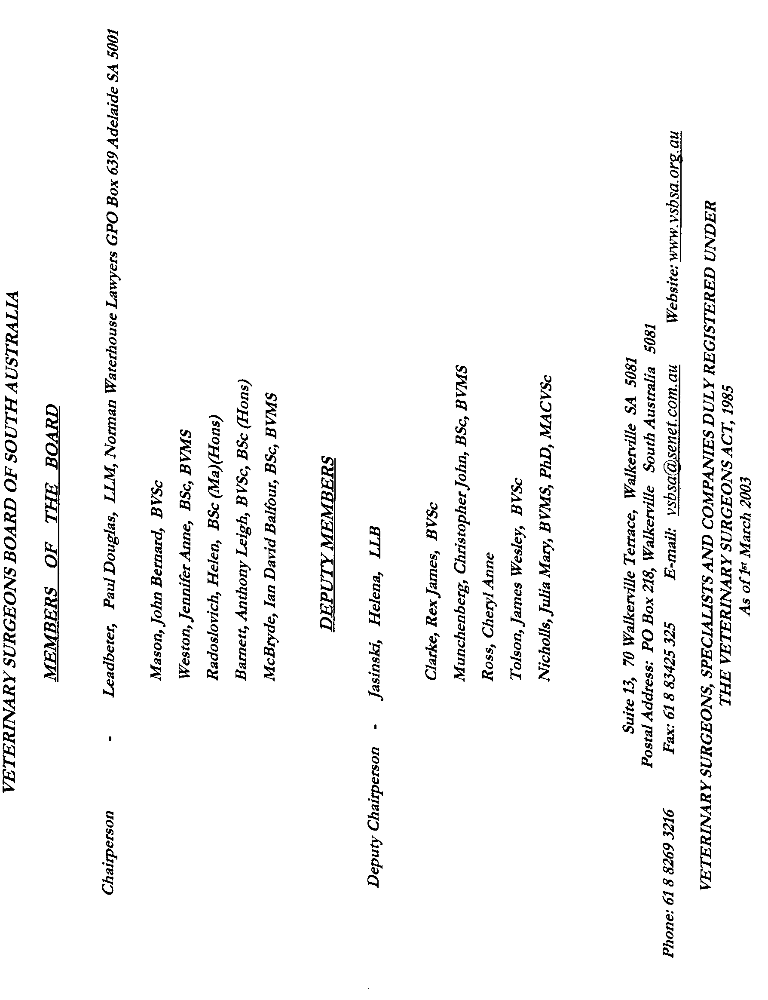 VETERINARY SURGEONS BOARD OF SOUTH AUSTRALIA
MEMBERS OF THE BOARD
Chairperson - Leadbeter, Paul Douglas, LLM, Norman Waterhouse Lawyers GPO Box 639 Adelaide SA 5001
Mason, John Bernard, BVSc
Weston, Jennifer Anne, BSc, BVMS
Radoslovich, Helen, BSc (Ma)(Hons)
Barnett, Anthony Leigh, BVSc, BSc (Hons)
McBryde, Ian David Balfour, BSc, BVMS
DEPUTY MEMBERS
Deputy Chairperson - Jasinski, Helena, LLB
Clarke, Rex James, BVSc
Munchenberg, Christopher John, BSc, BVMS
Ross, Cheryl Anne
Tolson, James Wesley, BVSc
Nicholls, Julia Mary, BVMS, PhD, MACVSc
Suite 13, 70 Walkerville Terrace, Walkerville SA 5081
Postal Address: PO Box 218, Walkerville South Australia 5081
Phone: 61 8 8269 3216 Fax: 61 8 83425 325 E-mail: vsbsa@senet.com.au Website: www.vsbsa.org.au
VETERINARY SURGEONS, SPECIALISTS AND COMPANIES DULY REGISTERED UNDER
THE VETERINARY SURGEONS ACT, 1985
As of 1st March 2003